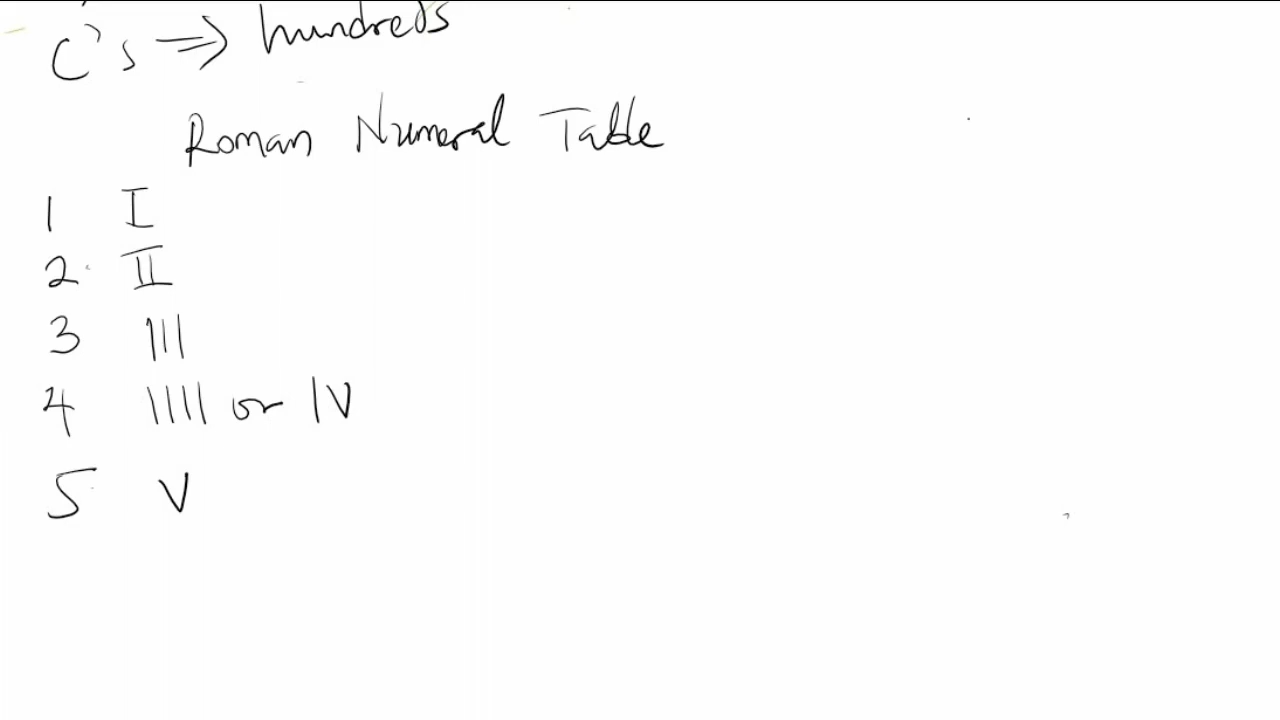 C's ⇒ hundreds
Roman Numeral Table
1 I
2 II
3 III
4 IIII or IV
5 V